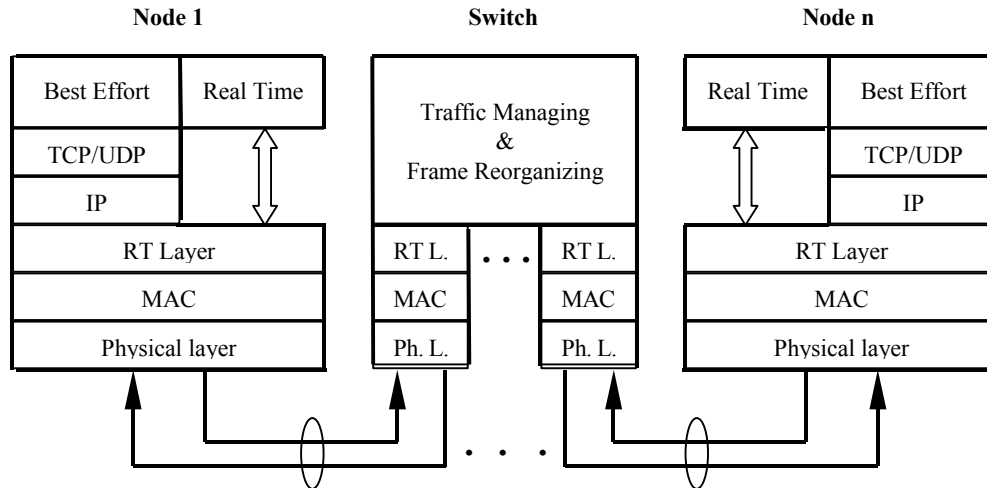 Node 1
Switch
Node n
Best Effort
Real Time
TCP/UDP
IP
RT Layer
MAC
Physical layer
Traffic Managing
&
Frame Reorganizing
RT L.
. . .
RT L.
MAC
MAC
Ph. L.
Ph. L.
Real Time
Best Effort
TCP/UDP
IP
RT Layer
MAC
Physical layer
. . .